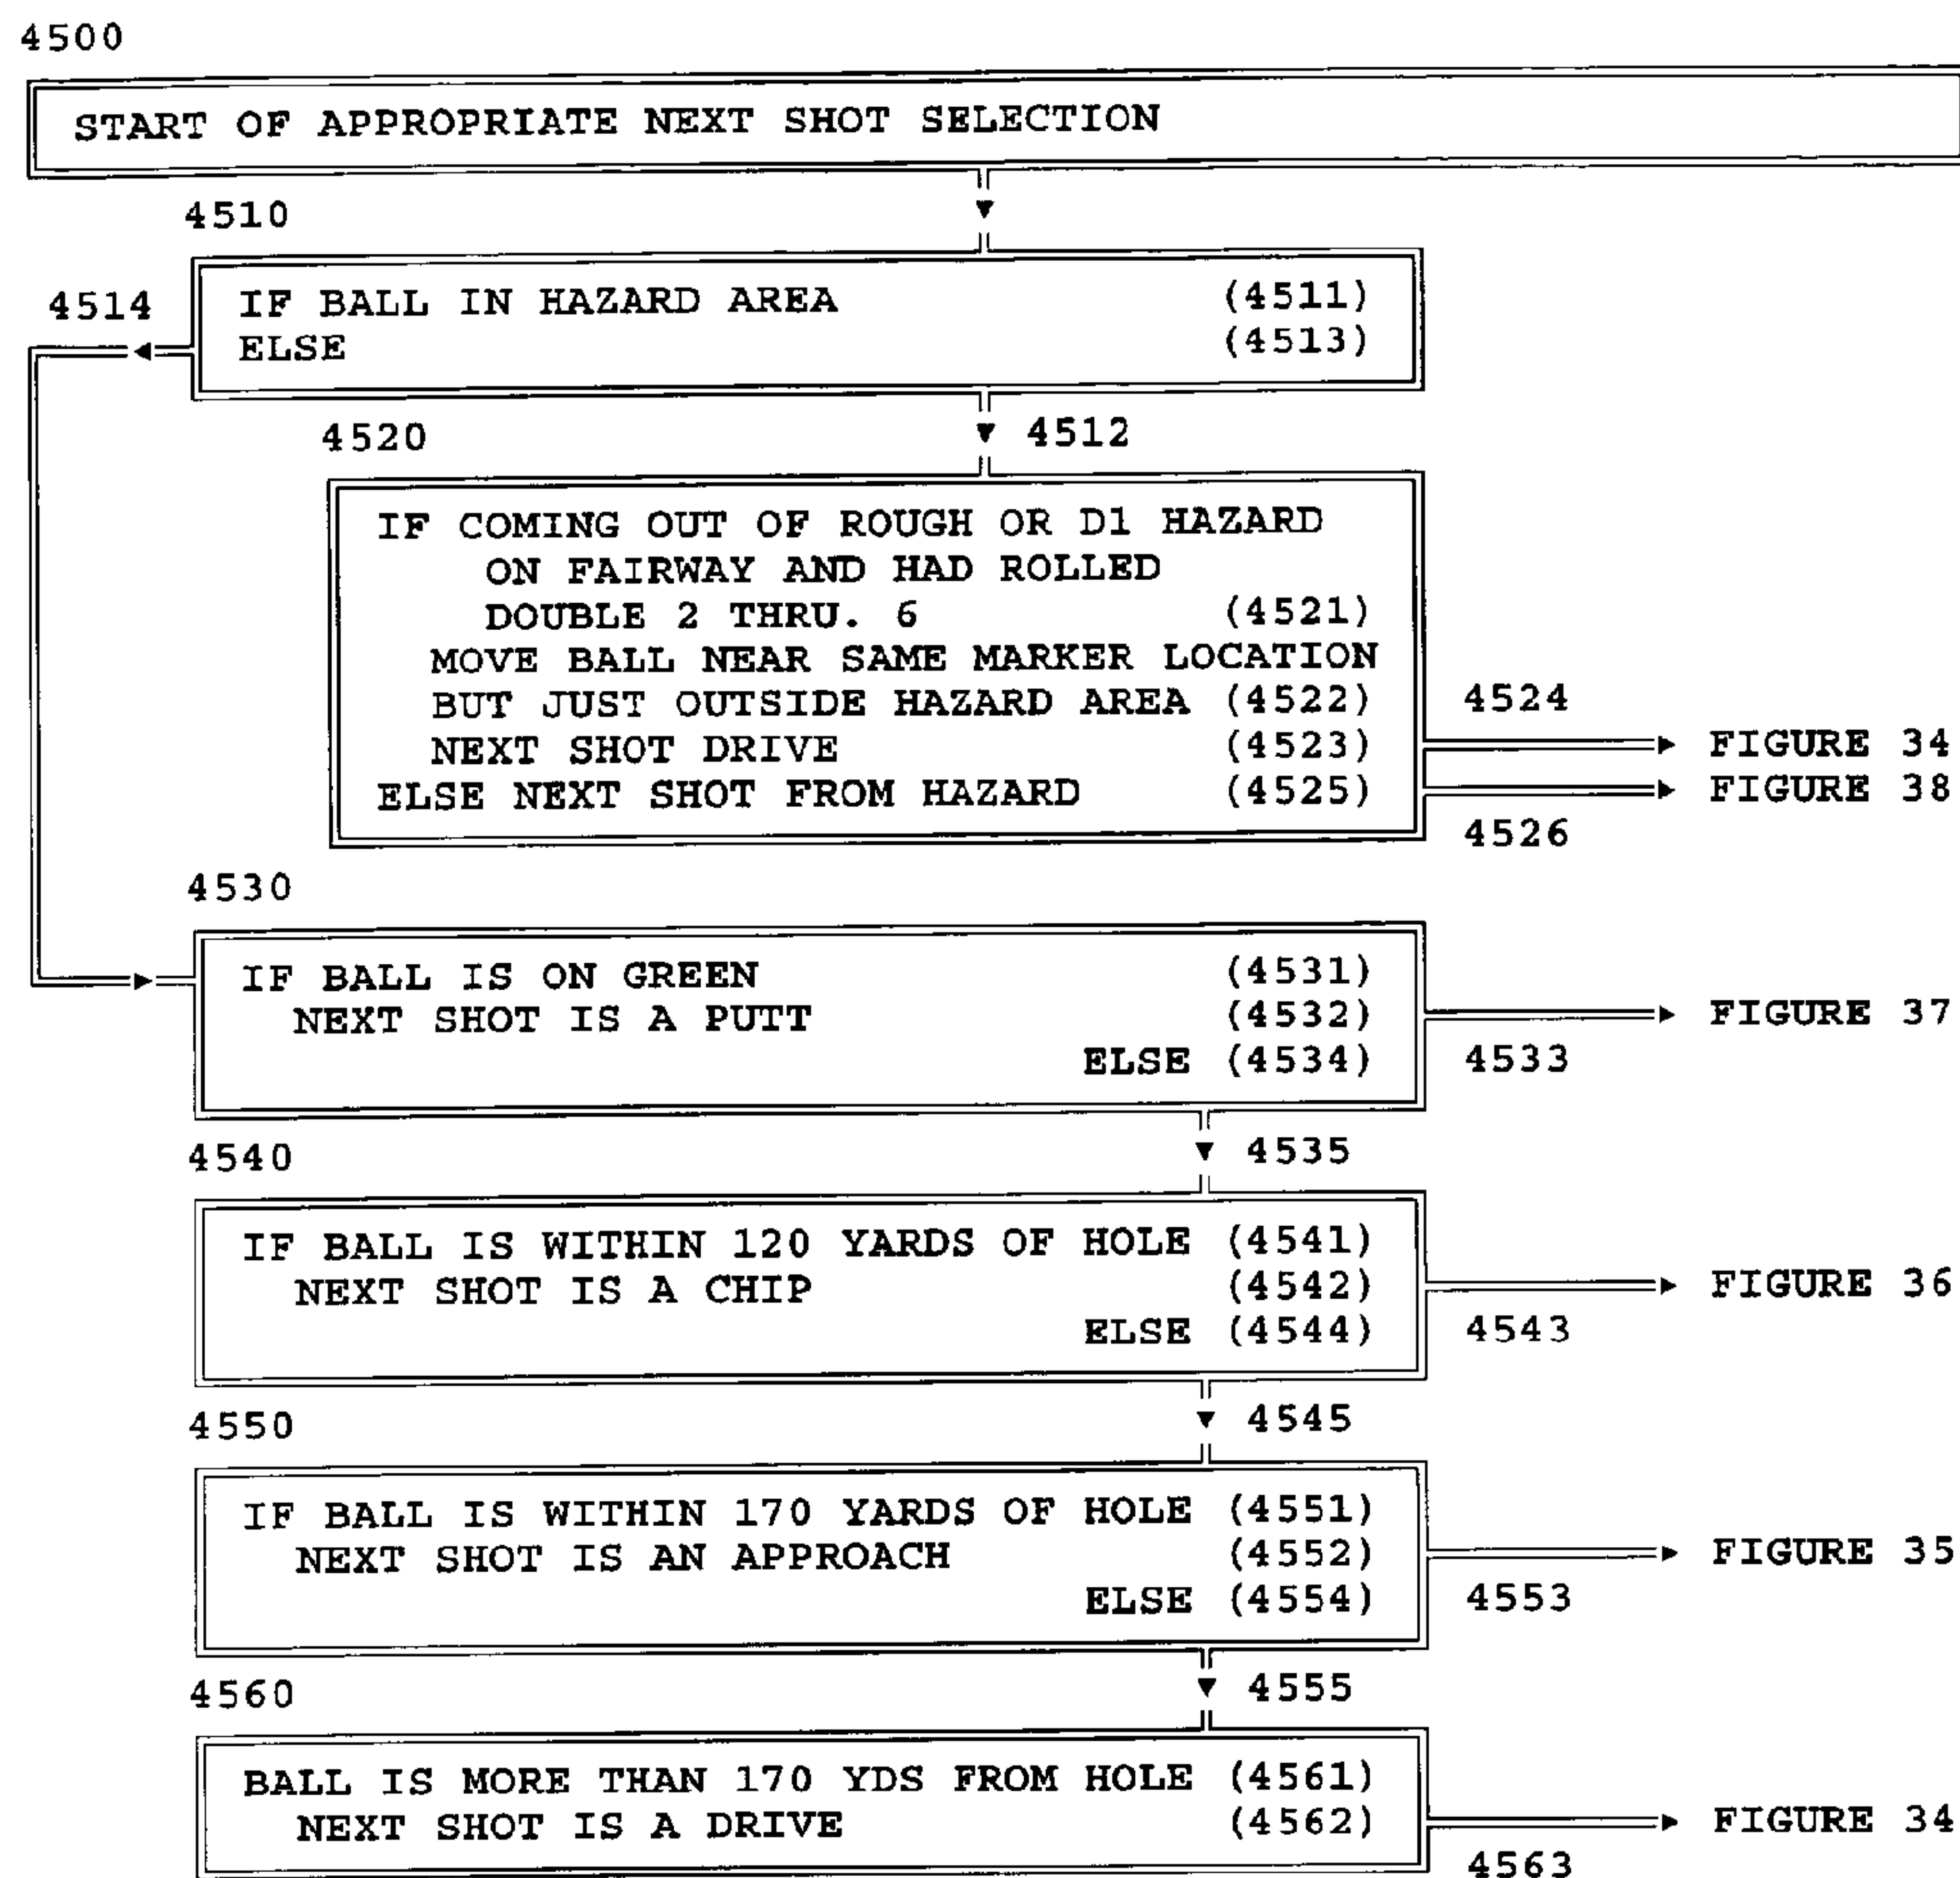 4500
START OF APPROPRIATE NEXT SHOT SELECTION
4510
4514
IF BALL IN HAZARD AREA (4511)
ELSE (4513)
4520
4512
IF COMING OUT OF ROUGH OR D1 HAZARD
ON FAIRWAY AND HAD ROLLED
DOUBLE 2 THRU. 6 (4521)
MOVE BALL NEAR SAME MARKER LOCATION
BUT JUST OUTSIDE HAZARD AREA (4522)
4524
NEXT SHOT DRIVE (4523)
FIGURE 34
ELSE NEXT SHOT FROM HAZARD (4525)
FIGURE 38
4526
4530
IF BALL IS ON GREEN (4531)
NEXT SHOT IS A PUTT (4532)
FIGURE 37
ELSE (4534)
4533
4540
4535
IF BALL IS WITHIN 120 YARDS OF HOLE (4541)
NEXT SHOT IS A CHIP (4542)
FIGURE 36
ELSE (4544)
4543
4550
4545
IF BALL IS WITHIN 170 YARDS OF HOLE (4551)
NEXT SHOT IS AN APPROACH (4552)
FIGURE 35
ELSE (4554)
4553
4560
4555
BALL IS MORE THAN 170 YDS FROM HOLE (4561)
NEXT SHOT IS A DRIVE (4562)
FIGURE 34
4563